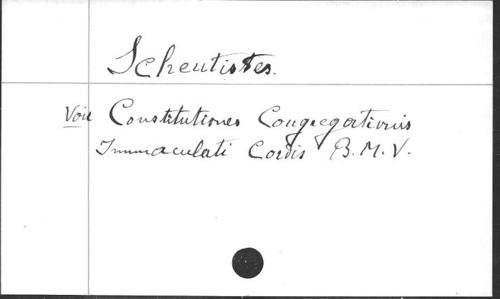 Scheutistes.
Voir Constitutiones Congregationis
Immaculati Cordis B.M.V.